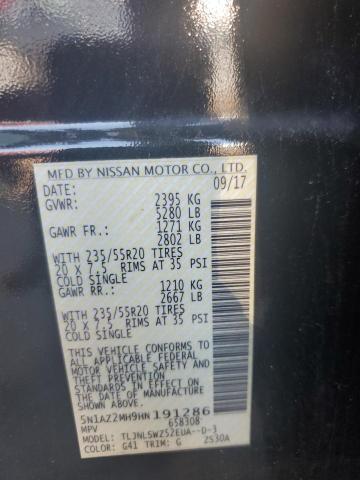 MFD BY NISSAN MOTOR CO., LTD.
DATE: 09/17
GVWR: 2395 KG
5280 LB
GAWR FR.: 1271 KG
2802 LB
WITH 235/55R20 TIRES
20 X 7.5 RIMS AT 35 PSI
COLD SINGLE
GAWR RR.: 1210 KG
2667 LB
WITH 235/55R20 TIRES
20 X 7.5 RIMS AT 35 PSI
COLD SINGLE
THIS VEHICLE CONFORMS TO
ALL APPLICABLE FEDERAL
MOTOR VEHICLE SAFETY
AND THEFT PREVENTION
STANDARDS IN EFFECT ON
THE DATE OF MANUFACTURE
SHOWN ABOVE.
5N1AZ2MH9HN191286
MPV 658308
MODEL: TLJNLSWZ52EUA--D-3
COLOR: G41 TRIM: G 2S30A